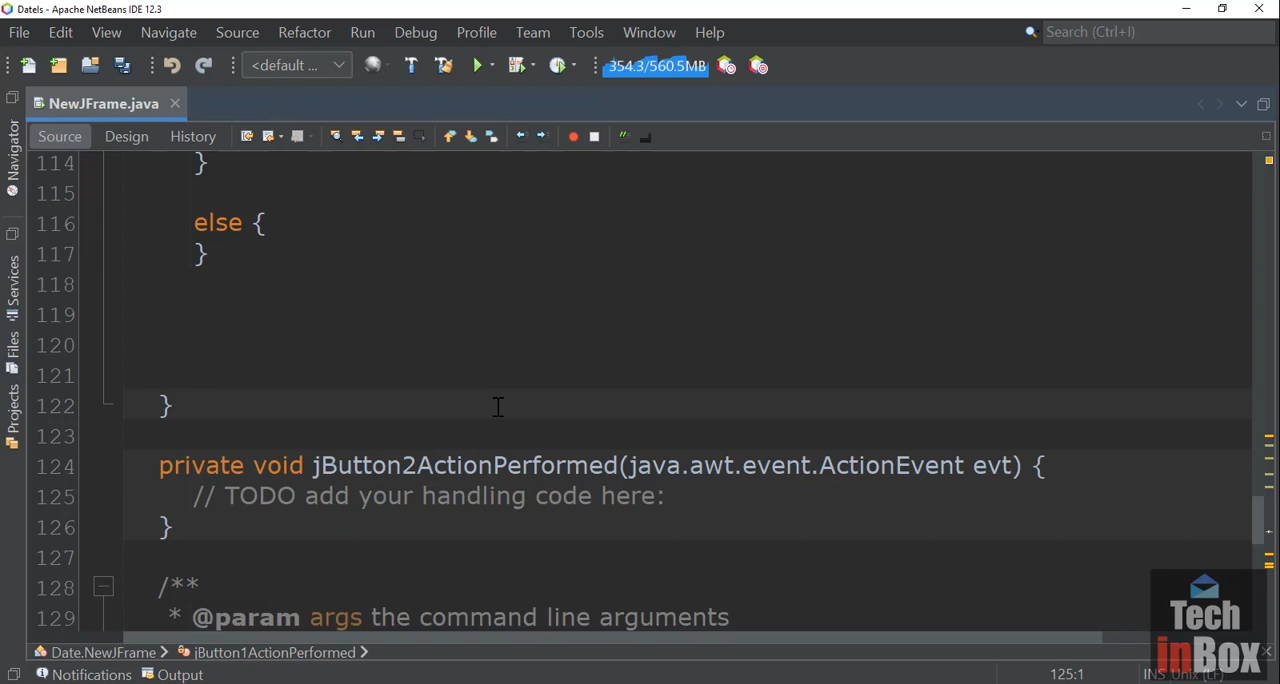 Datels - Apache NetBeans IDE 12.3
File Edit View Navigate Source Refactor Run Debug Profile Team Tools Window Help
Search (Ctrl+I)
<default ...
354.3/560.5MB
NewJFrame.java
Source Design History
Navigator
Services
Files
Projects
114 }
115
116 else {
117 }
118
119
120
121
122 }
123
124 private void jButton2ActionPerformed(java.awt.event.ActionEvent evt) {
125 // TODO add your handling code here:
126 }
127
128 /**
129 * @param args the command line arguments
Date.NewJFrame jButton1ActionPerformed
Notifications Output
125:1 INS Unix (LF)
Tech
inBox